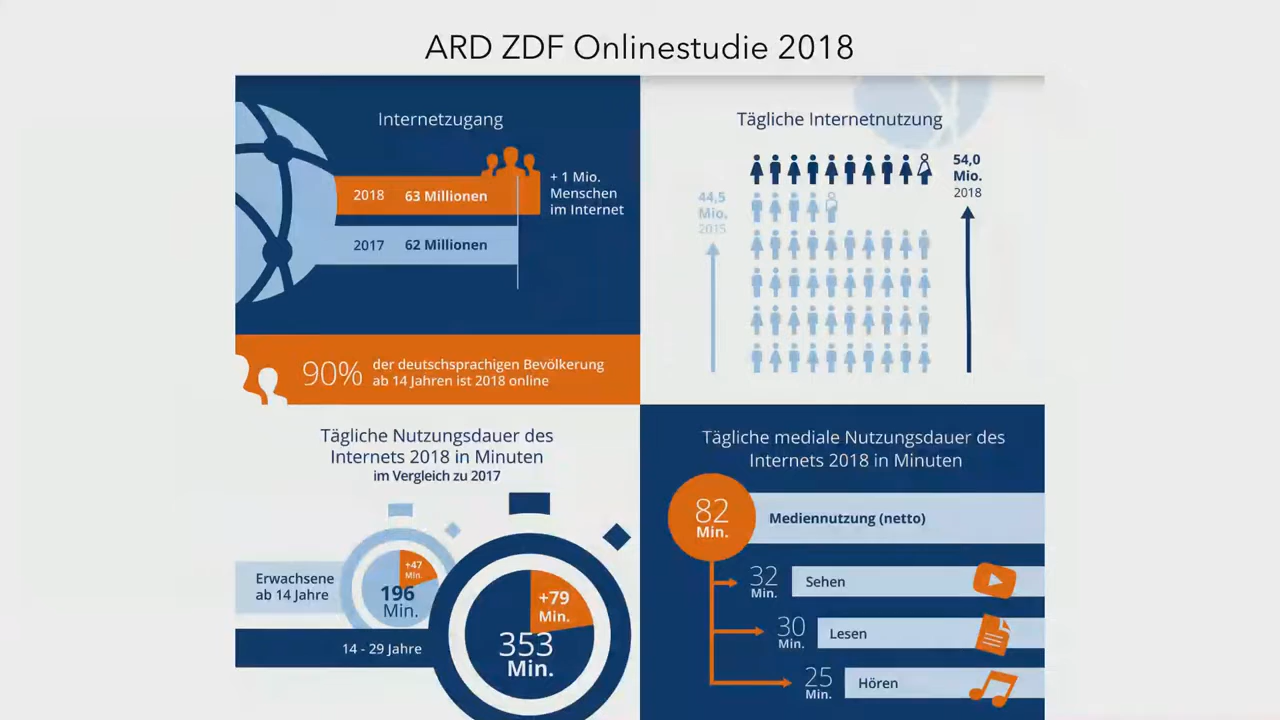 ARD ZDF Onlinestudie 2018
Internetzugang
2018 63 Millionen
+ 1 Mio.
Menschen
im Internet
2017 62 Millionen
90%
der deutschsprachigen Bevölkerung
ab 14 Jahren ist 2018 online
Tägliche Internetnutzung
54,0
Mio.
2018
44,5
Mio.
2015
Tägliche Nutzungsdauer des
Internets 2018 in Minuten
im Vergleich zu 2017
Erwachsene
ab 14 Jahre
+47
Min.
196
Min.
14 - 29 Jahre
+79
Min.
353
Min.
Tägliche mediale Nutzungsdauer des
Internets 2018 in Minuten
82
Min.
Mediennutzung (netto)
32
Min.
Sehen
30
Min.
Lesen
25
Min.
Hören